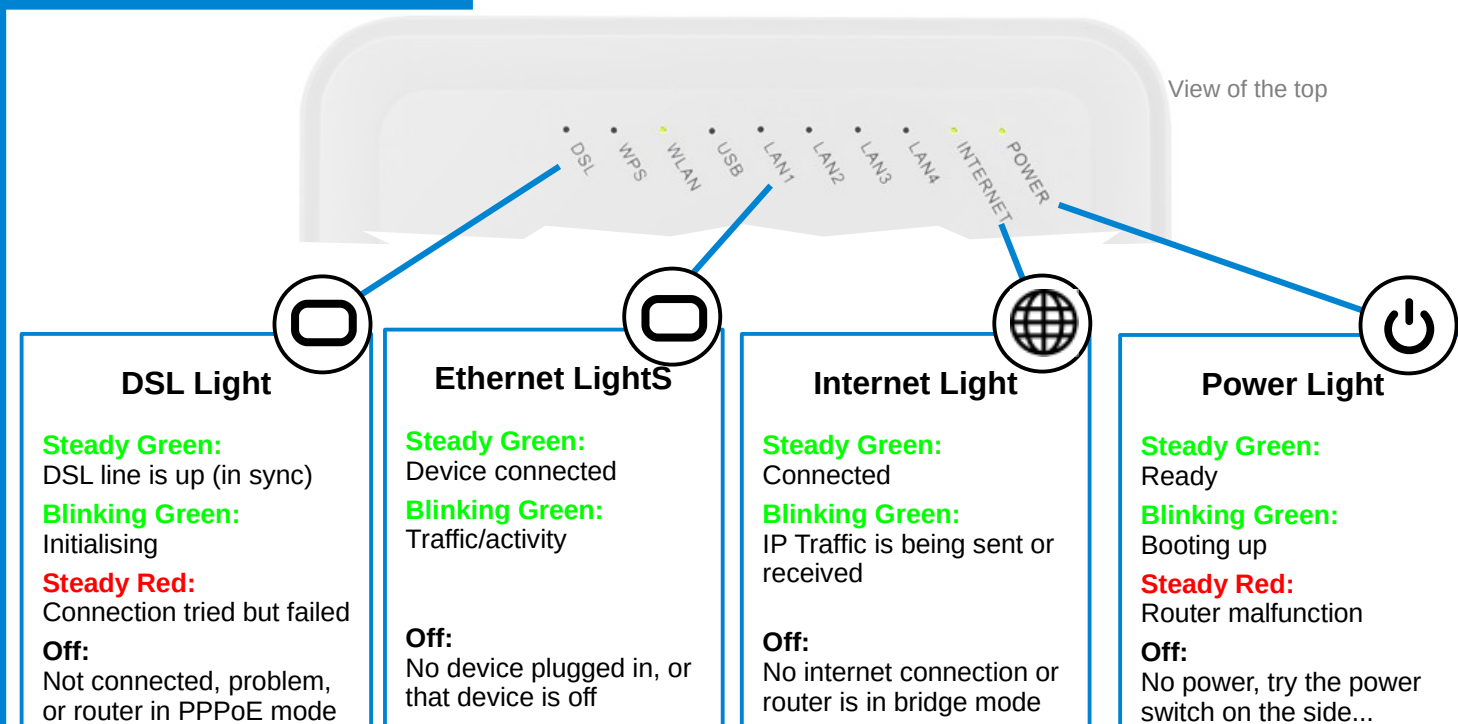 View of the top
DSL
WPS
WLAN
USB
LAN1
LAN2
LAN3
LAN4
INTERNET
POWER
DSL Light
Steady Green:
DSL line is up (in sync)
Blinking Green:
Initialising
Steady Red:
Connection tried but failed
Off:
Not connected, problem,
or router in PPPoE mode
Ethernet LightS
Steady Green:
Device connected
Blinking Green:
Traffic/activity
Off:
No device plugged in, or
that device is off
Internet Light
Steady Green:
Connected
Blinking Green:
IP Traffic is being sent or
received
Off:
No internet connection or
router is in bridge mode
Power Light
Steady Green:
Ready
Blinking Green:
Booting up
Steady Red:
Router malfunction
Off:
No power, try the power
switch on the side...